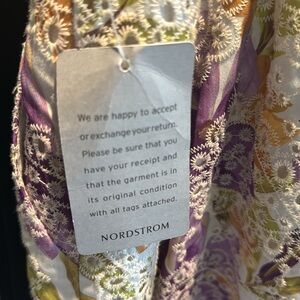 We are happy to accept
or exchange your return.
Please be sure that you
have your receipt and
that the garment is in
its original condition
with all tags attached.
NORDSTROM